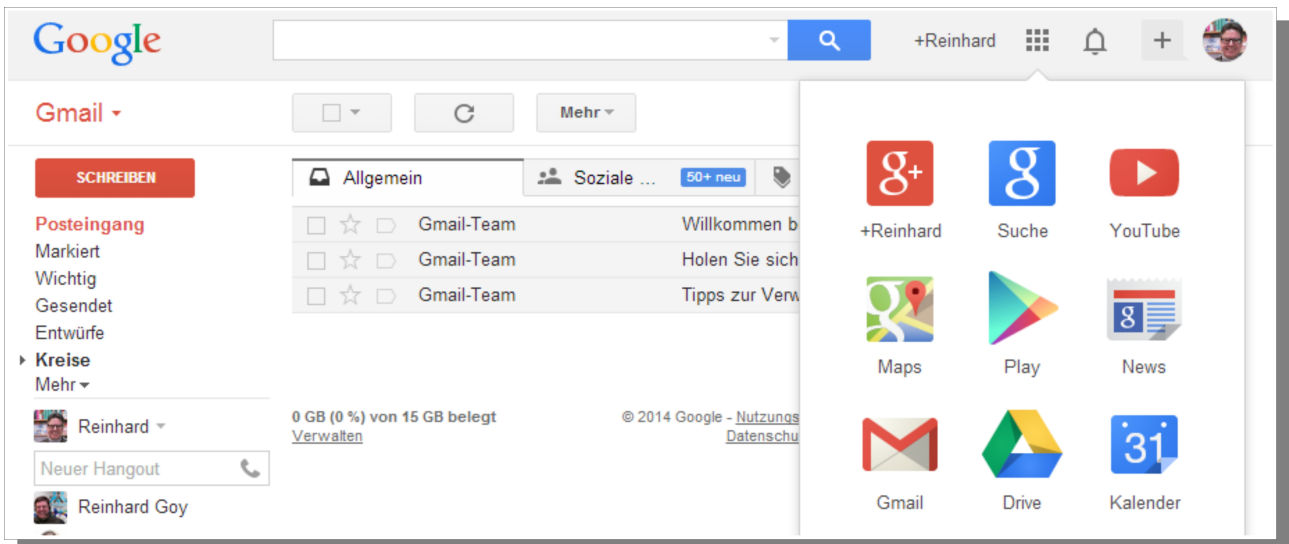 Google
+Reinhard
Gmail
Mehr
SCHREIBEN
Allgemein
Soziale ...
50+ neu
Posteingang
Markiert
Wichtig
Gesendet
Entwürfe
Kreise
Mehr
Gmail-Team Willkommen b
Gmail-Team Holen Sie sich
Gmail-Team Tipps zur Verw
0 GB (0 %) von 15 GB belegt
Verwalten
© 2014 Google - Nutzungs
Datenschu
Reinhard
Neuer Hangout
Reinhard Goy
g+ g
+Reinhard Suche YouTube
g g
Maps Play News
31
Gmail Drive Kalender